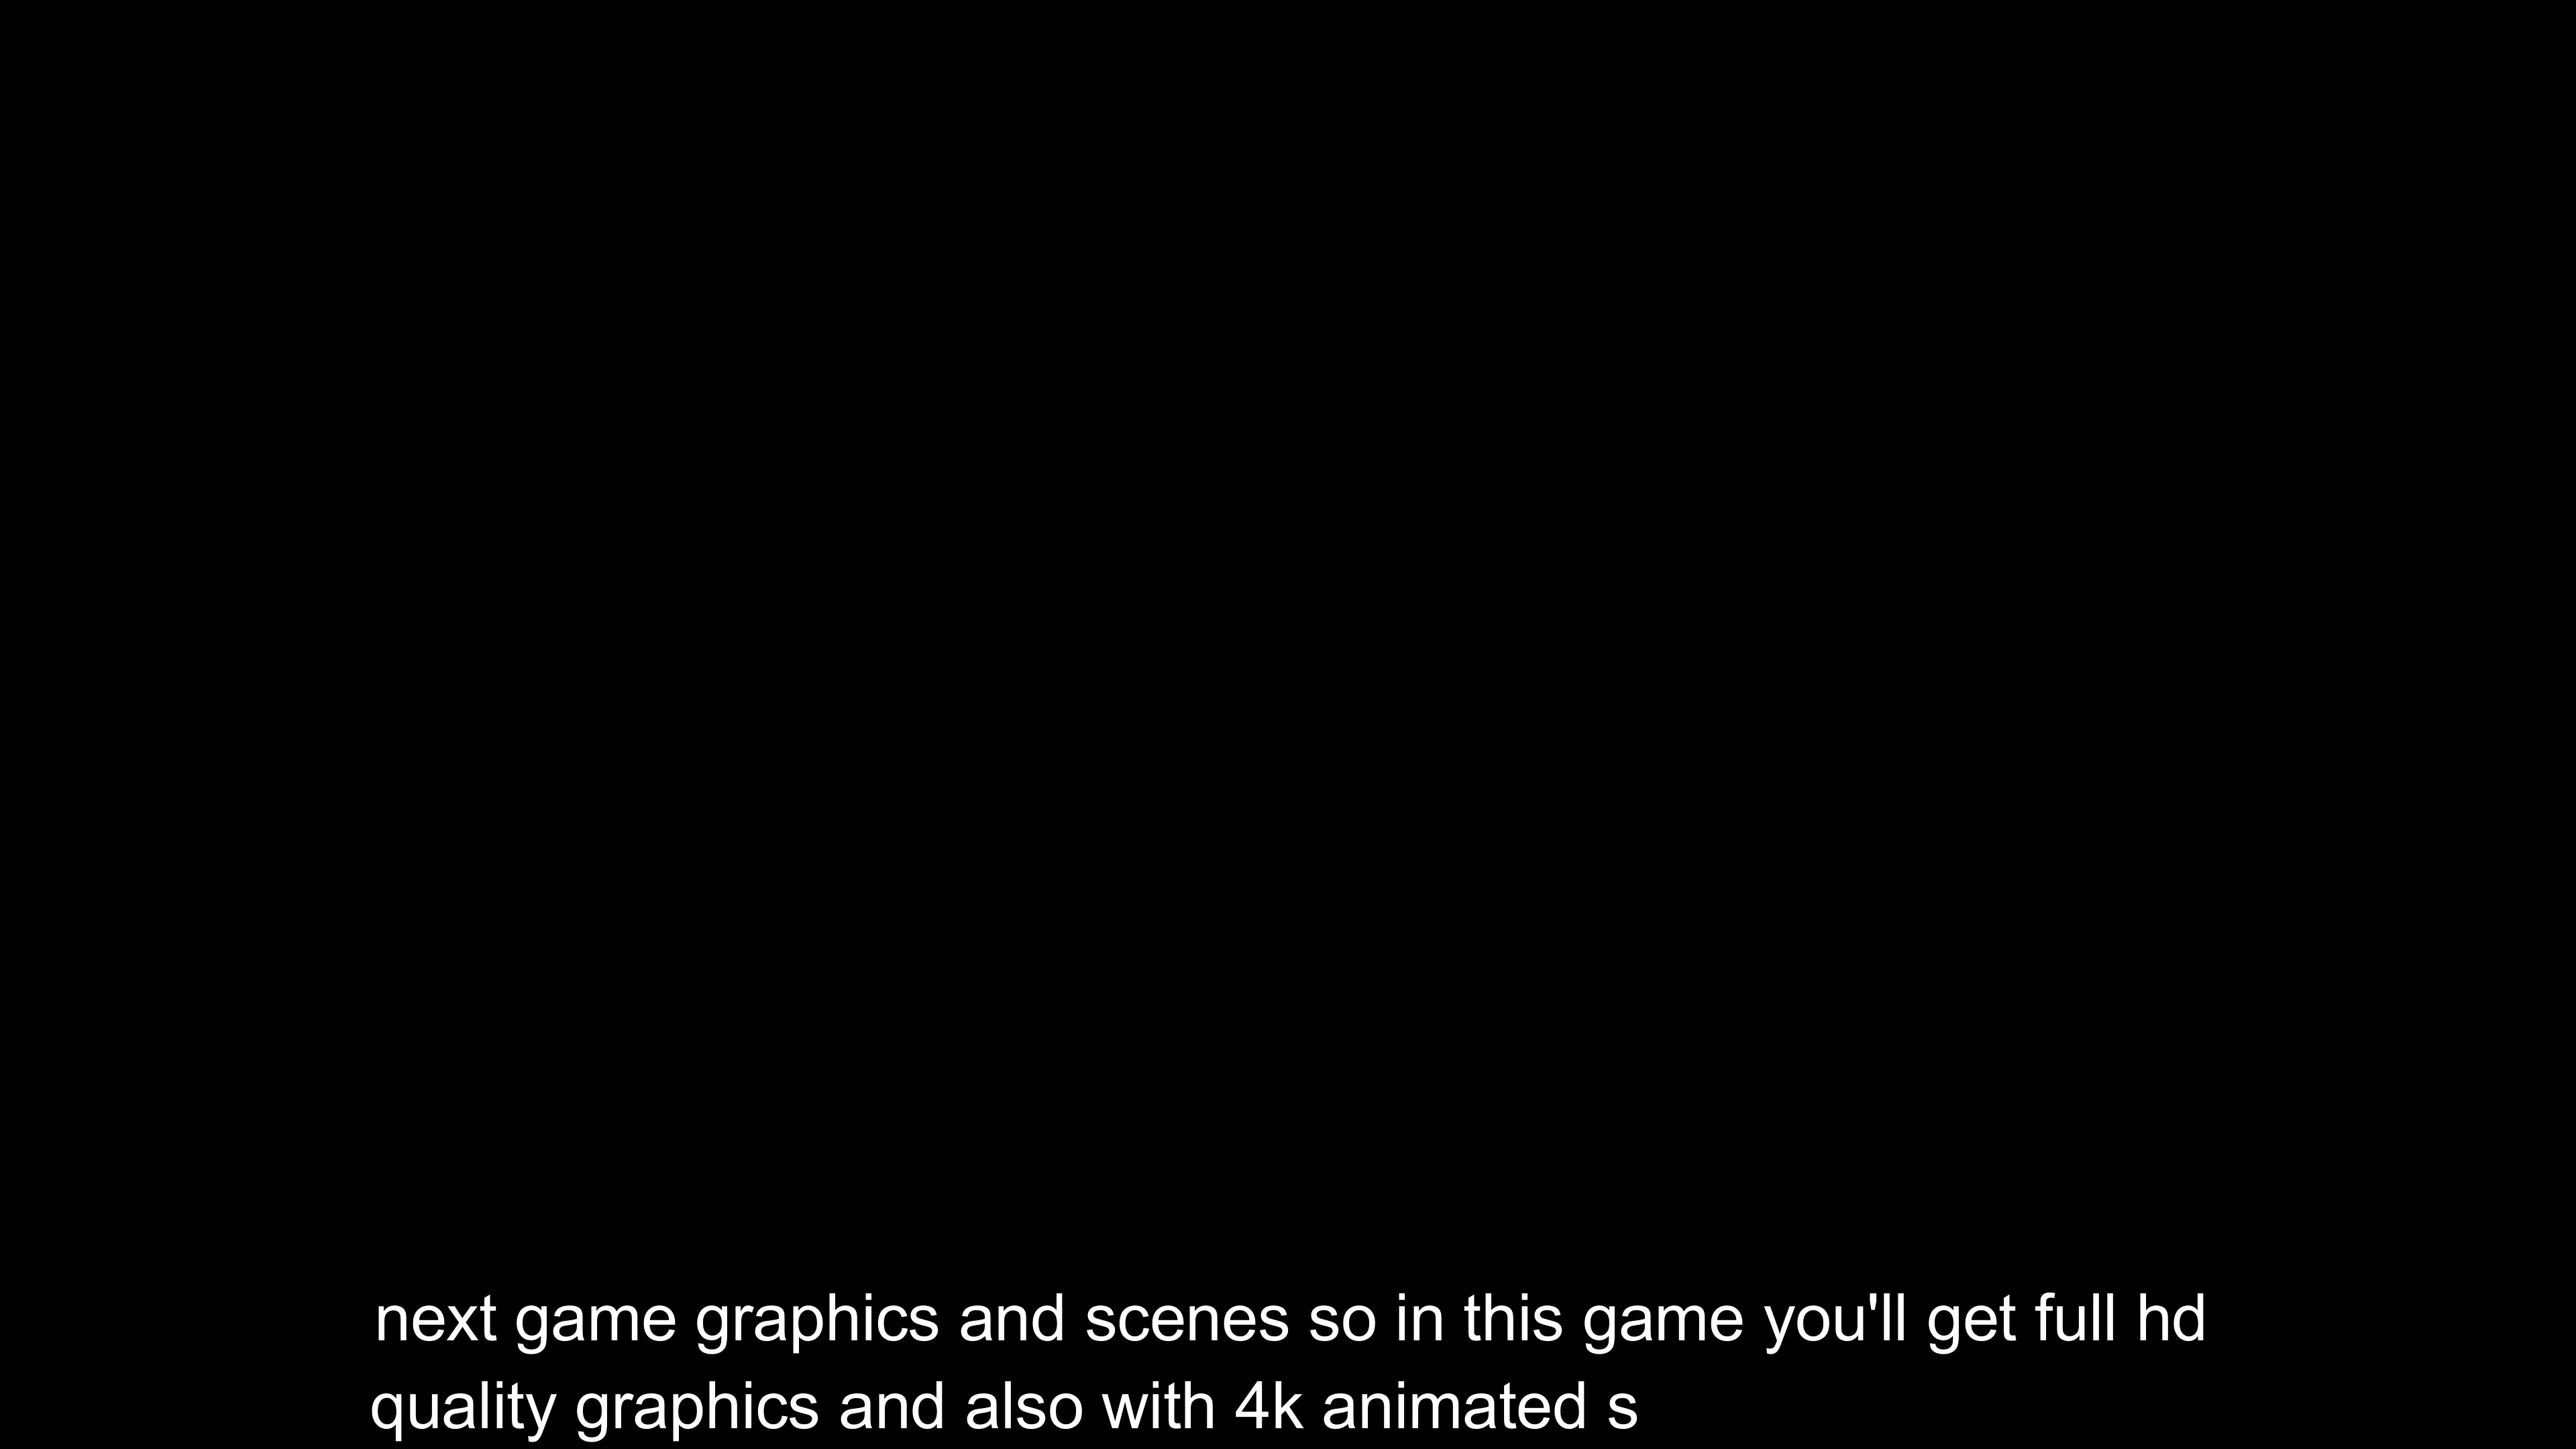 next game graphics and scenes so in this game you'll get full hd
quality graphics and also with 4k animated s